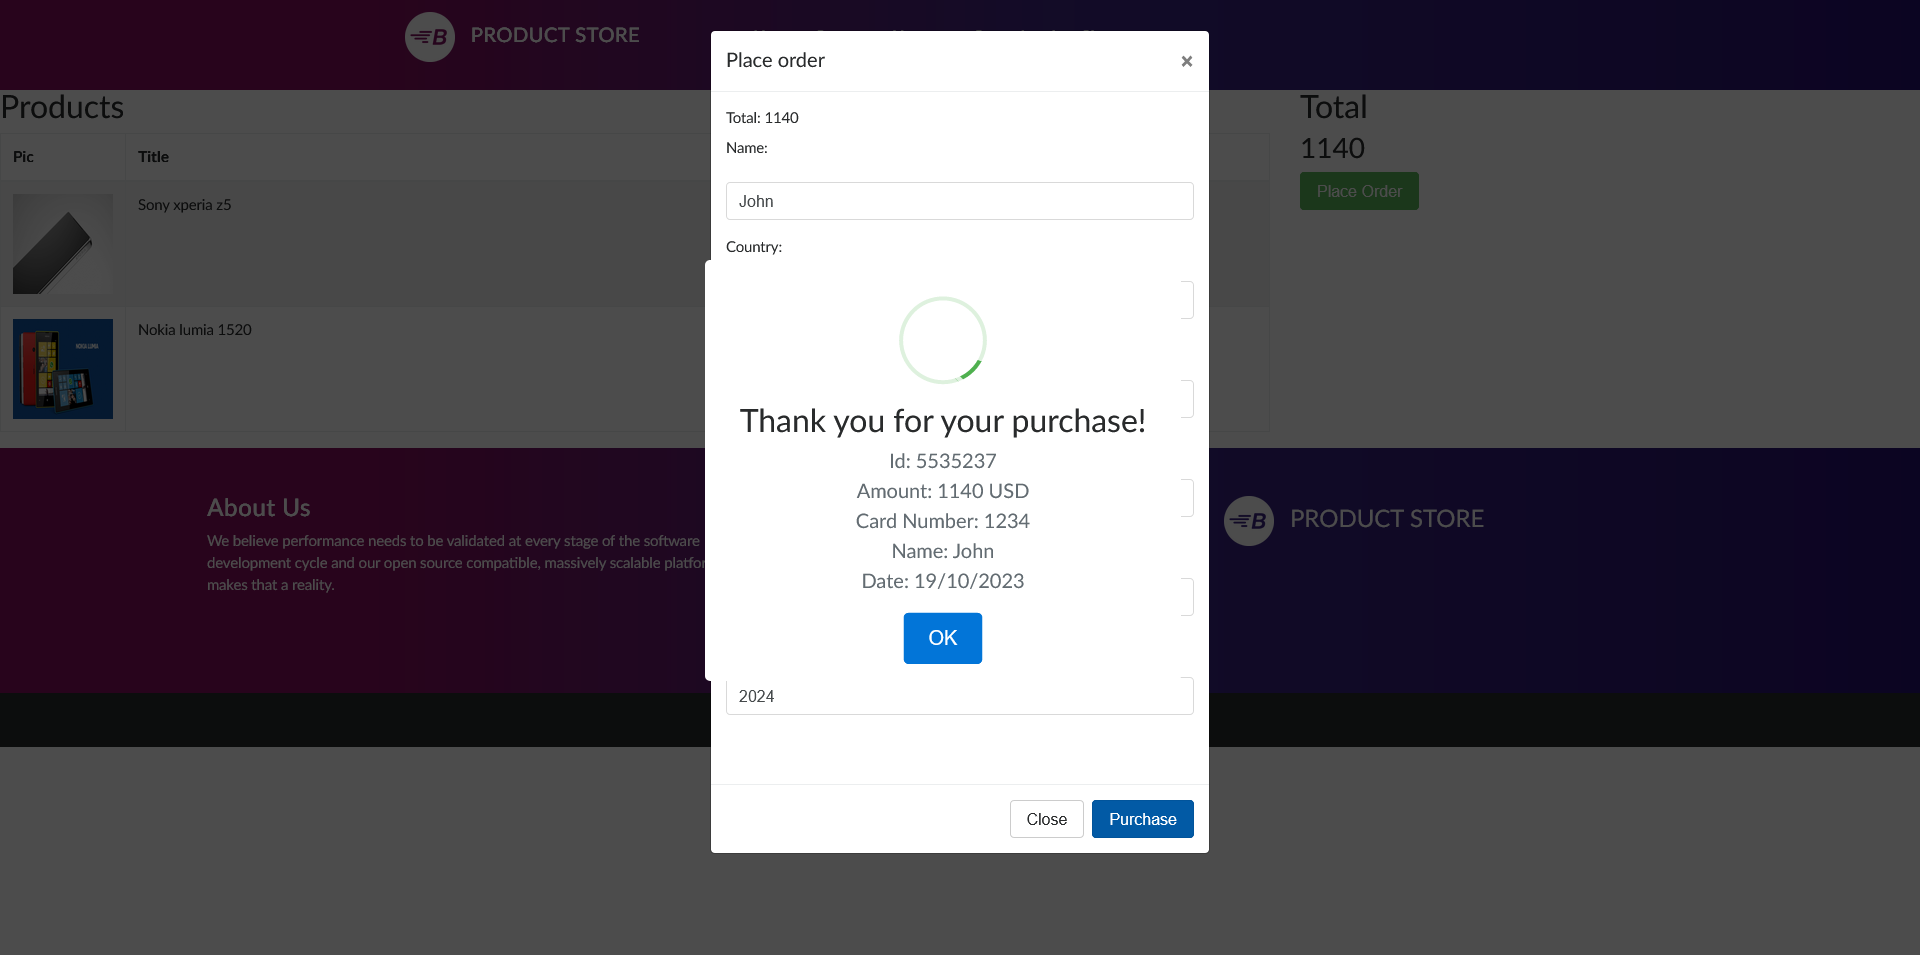 PRODUCT STORE
Place order
×
Products
Pic
Title
Sony xperia z5
Nokia lumia 1520
NOKIA LUMIA
Total
1140
Place Order
Total: 1140
Name:
John
Country:
Thank you for your purchase!
Id: 5535237
Amount: 1140 USD
Card Number: 1234
Name: John
Date: 19/10/2023
OK
2024
Close
Purchase
About Us
We believe performance needs to be validated at every stage of the software
development cycle and our open source compatible, massively scalable
makes that a reality.
PRODUCT STORE